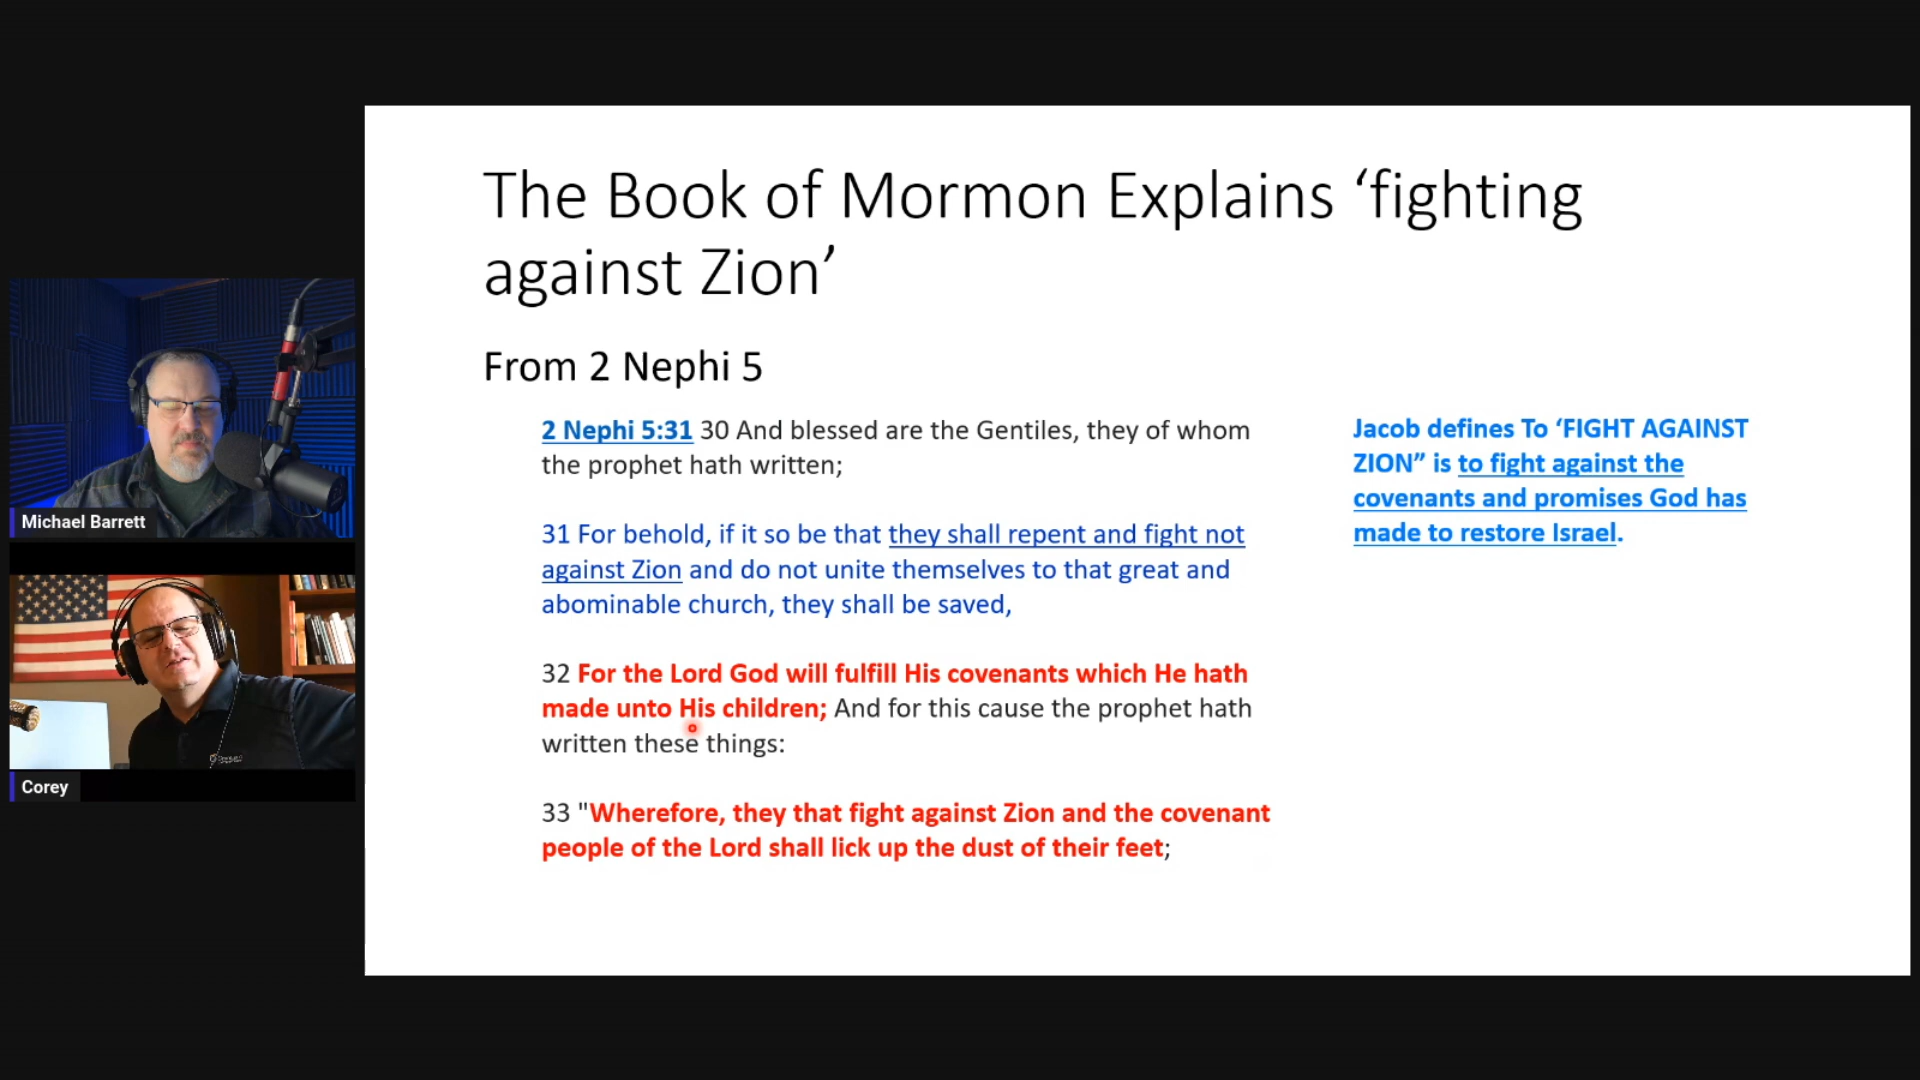 The Book of Mormon Explains ‘fighting
against Zion’
From 2 Nephi 5
2 Nephi 5:31 30 And blessed are the Gentiles, they of whom
the prophet hath written;
31 For behold, if it so be that they shall repent and fight not
against Zion and do not unite themselves to that great and
abominable church, they shall be saved,
32 For the Lord God will fulfill His covenants which He hath
made unto His children; And for this cause the prophet hath
written these things:
33 "Wherefore, they that fight against Zion and the covenant
people of the Lord shall lick up the dust of their feet;
Jacob defines To ‘FIGHT AGAINST
ZION” is to fight against the
covenants and promises God has
made to restore Israel.
Michael Barrett
Corey